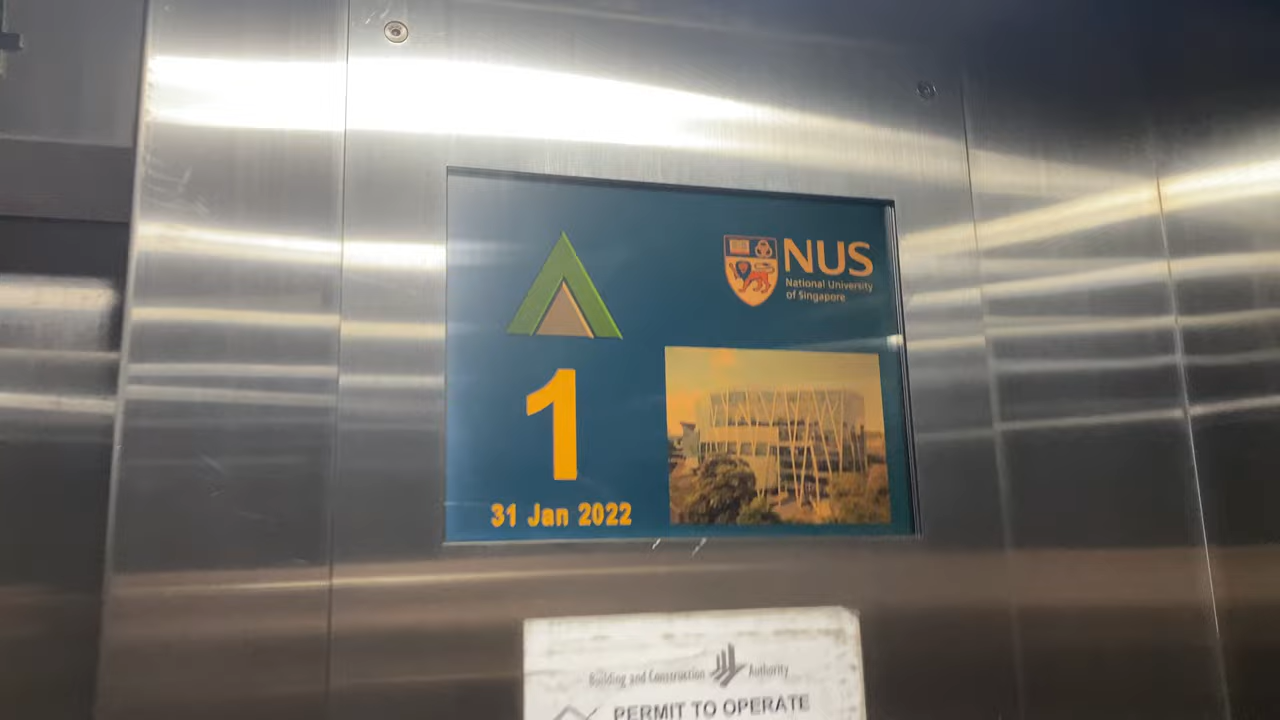 NUS
National University
of Singapore
1
31 Jan 2022
Building and Construction Authority
PERMIT TO OPERATE